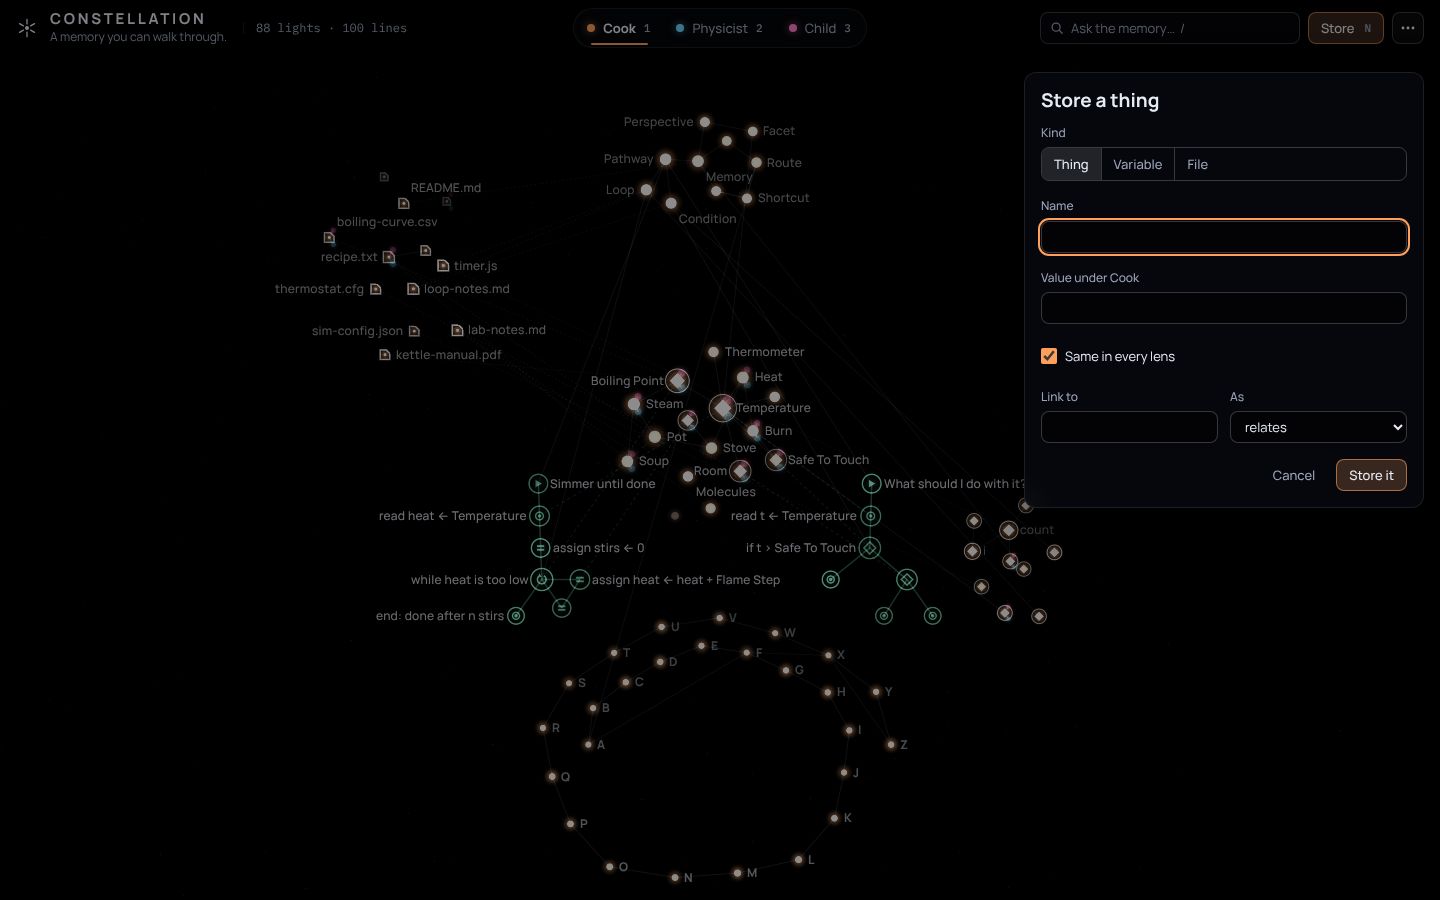 CONSTELLATION
A memory you can walk through.
88 lights · 100 lines
Cook 1
Physicist 2
Child 3
Ask the memory... /
Store N
Store a thing
Kind
Thing
Variable
File
Name
Value under Cook
Same in every lens
Link to
As
relates
Cancel
Store it
Perspective
Facet
Pathway
Route
Memory
Loop
Shortcut
Condition
README.md
boiling-curve.csv
recipe.txt
timer.js
thermostat.cfg
loop-notes.md
sim-config.json
lab-notes.md
kettle-manual.pdf
Thermometer
Boiling Point
Heat
Steam
Temperature
Pot
Burn
Stove
Soup
Room
Safe To Touch
Molecules
Simmer until done
What should I do with it?
read heat ← Temperature
read t ← Temperature
count
assign stirs ← 0
if t > Safe To Touch
i
while heat is too low
assign heat ← heat + Flame Step
end: done after n stirs
V
U
W
T
E
F
X
D
G
S
C
H
Y
B
R
I
A
Z
Q
J
P
K
O
L
N
M